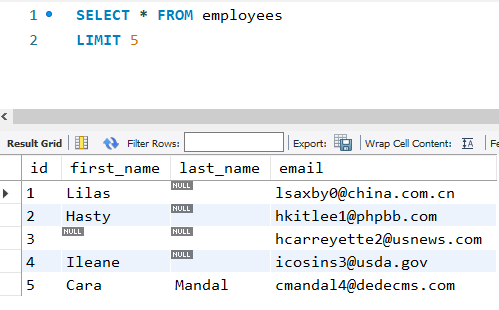 1 SELECT * FROM employees
2 LIMIT 5
Result Grid Filter Rows: Export: Wrap Cell Content: Fe
id first_name last_name email
1 Lilas NULL lsaxby0@china.com.cn
2 Hasty NULL hkitlee1@phpbb.com
3 NULL NULL hcarreyette2@usnews.com
4 Ileane NULL icosins3@usda.gov
5 Cara Mandal cmandal4@dedecms.com